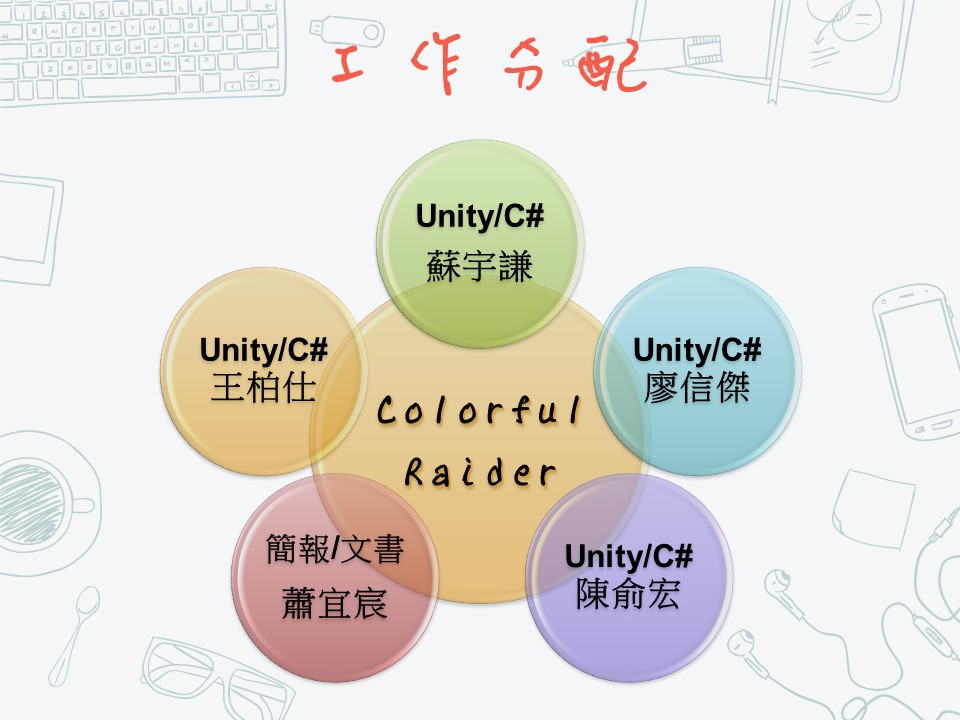 工作分配
Unity/C#
蘇宇謙
Unity/C#
王柏仕
Unity/C#
廖信傑
Colorful
Raider
簡報/文書
蕭宜宸
Unity/C#
陳俞宏